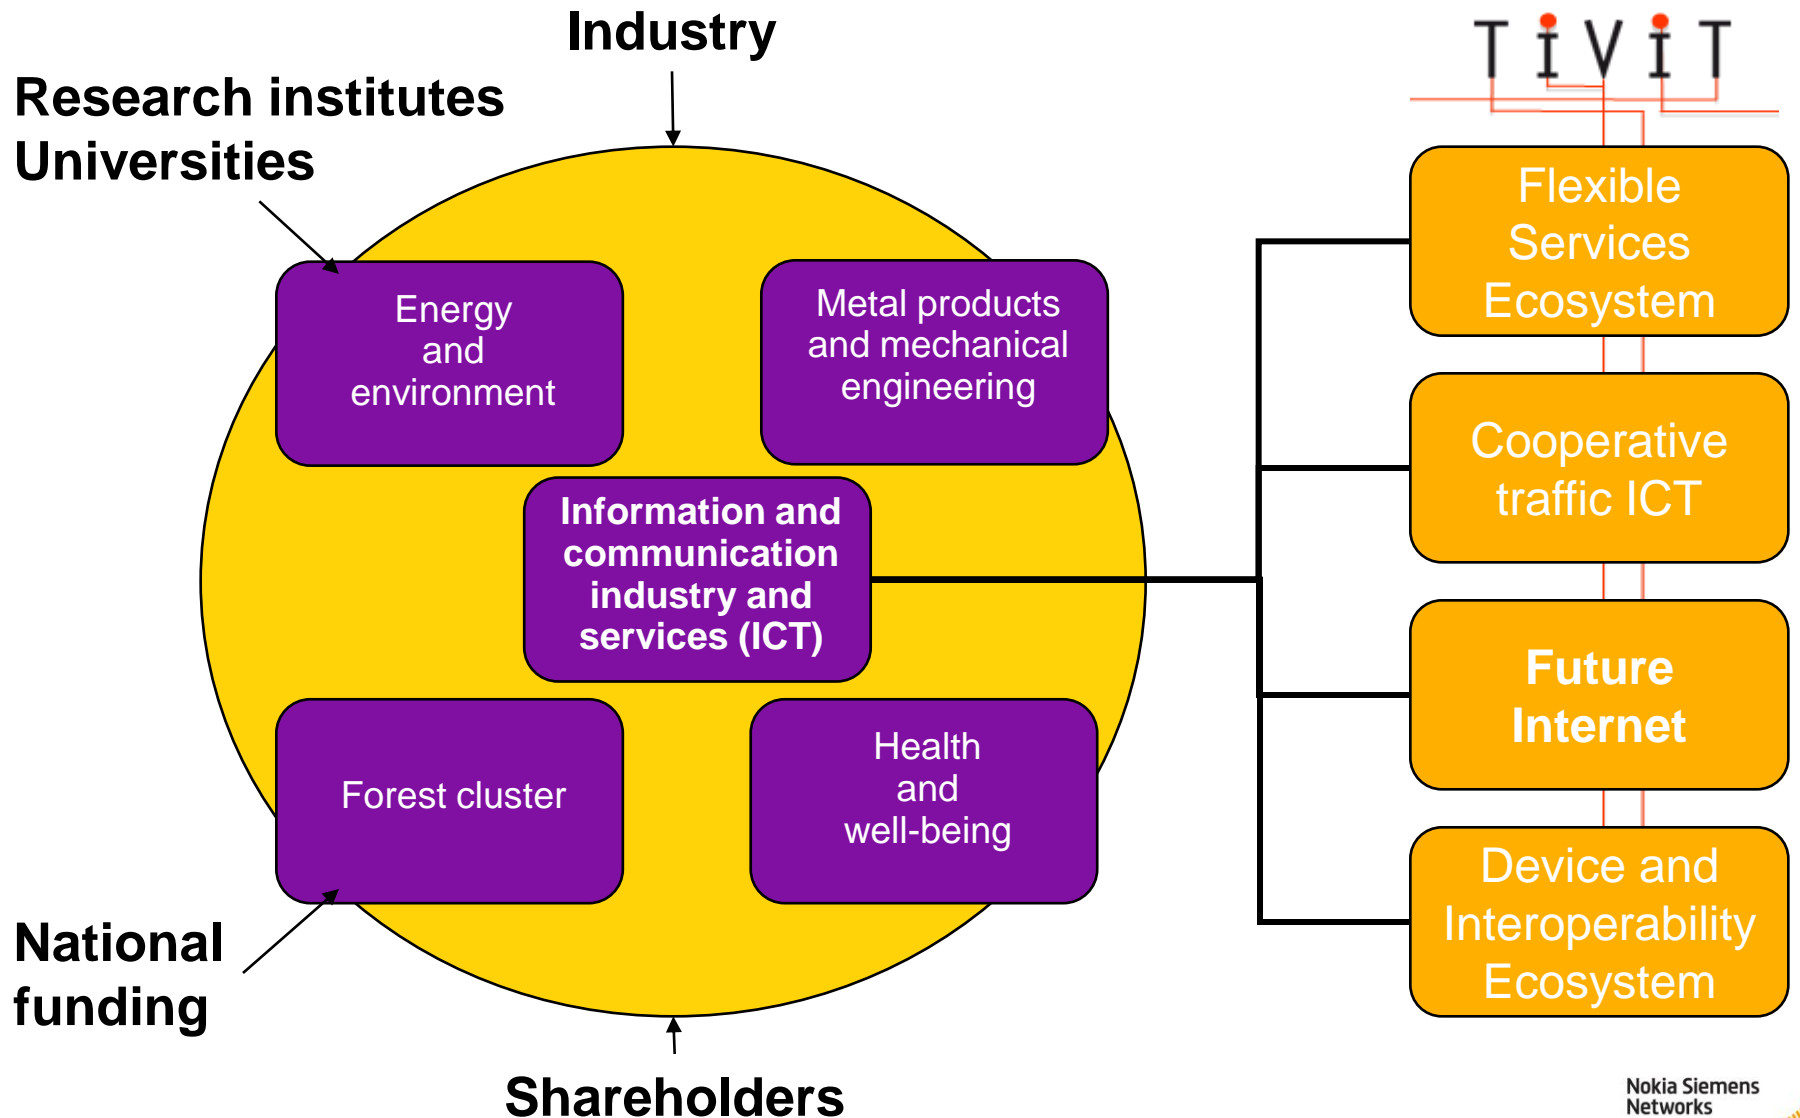 Industry
Research institutes
Universities
TiViT
Energy
and
environment
Metal products
and mechanical
engineering
Information and
communication
industry and
services (ICT)
Forest cluster
Health
and
well-being
National
funding
Shareholders
Flexible
Services
Ecosystem
Cooperative
traffic ICT
Future
Internet
Device and
Interoperability
Ecosystem
Nokia Siemens
Networks